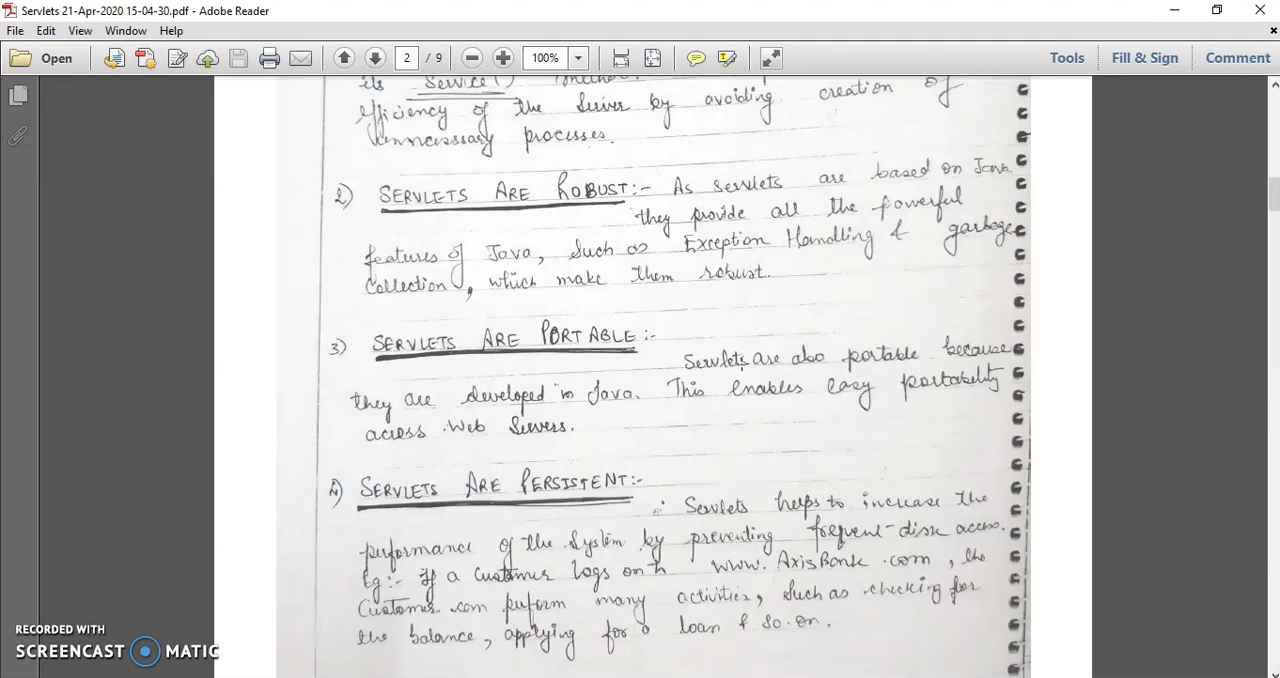 Servlets 21-Apr-2020 15-04-30.pdf - Adobe Reader
File Edit View Window Help
Open 2 / 9 100% Tools Fill & Sign Comment
its Service()
efficiency of the Server by avoiding creation of
unnecessary processes.
2) SERVLETS ARE ROBUST:- As servlets are based on Java
they provide all the powerful
features of Java, such as Exception Handling & garbage
Collection, which make them robust.
3) SERVLETS ARE PORTABLE:-
Servlets are also portable because
they are developed in Java. This enables easy portability
across Web Servers.
4) SERVLETS ARE PERSISTENT:-
Servlets helps to increase the
performance of the System by preventing frequent-disk access.
Eg:- If a customer logs on to www.AxisBank.com, the
Customer can perform many activities, such as checking for
the balance, applying for a loan & so.on.
RECORDED WITH
SCREENCAST MATIC